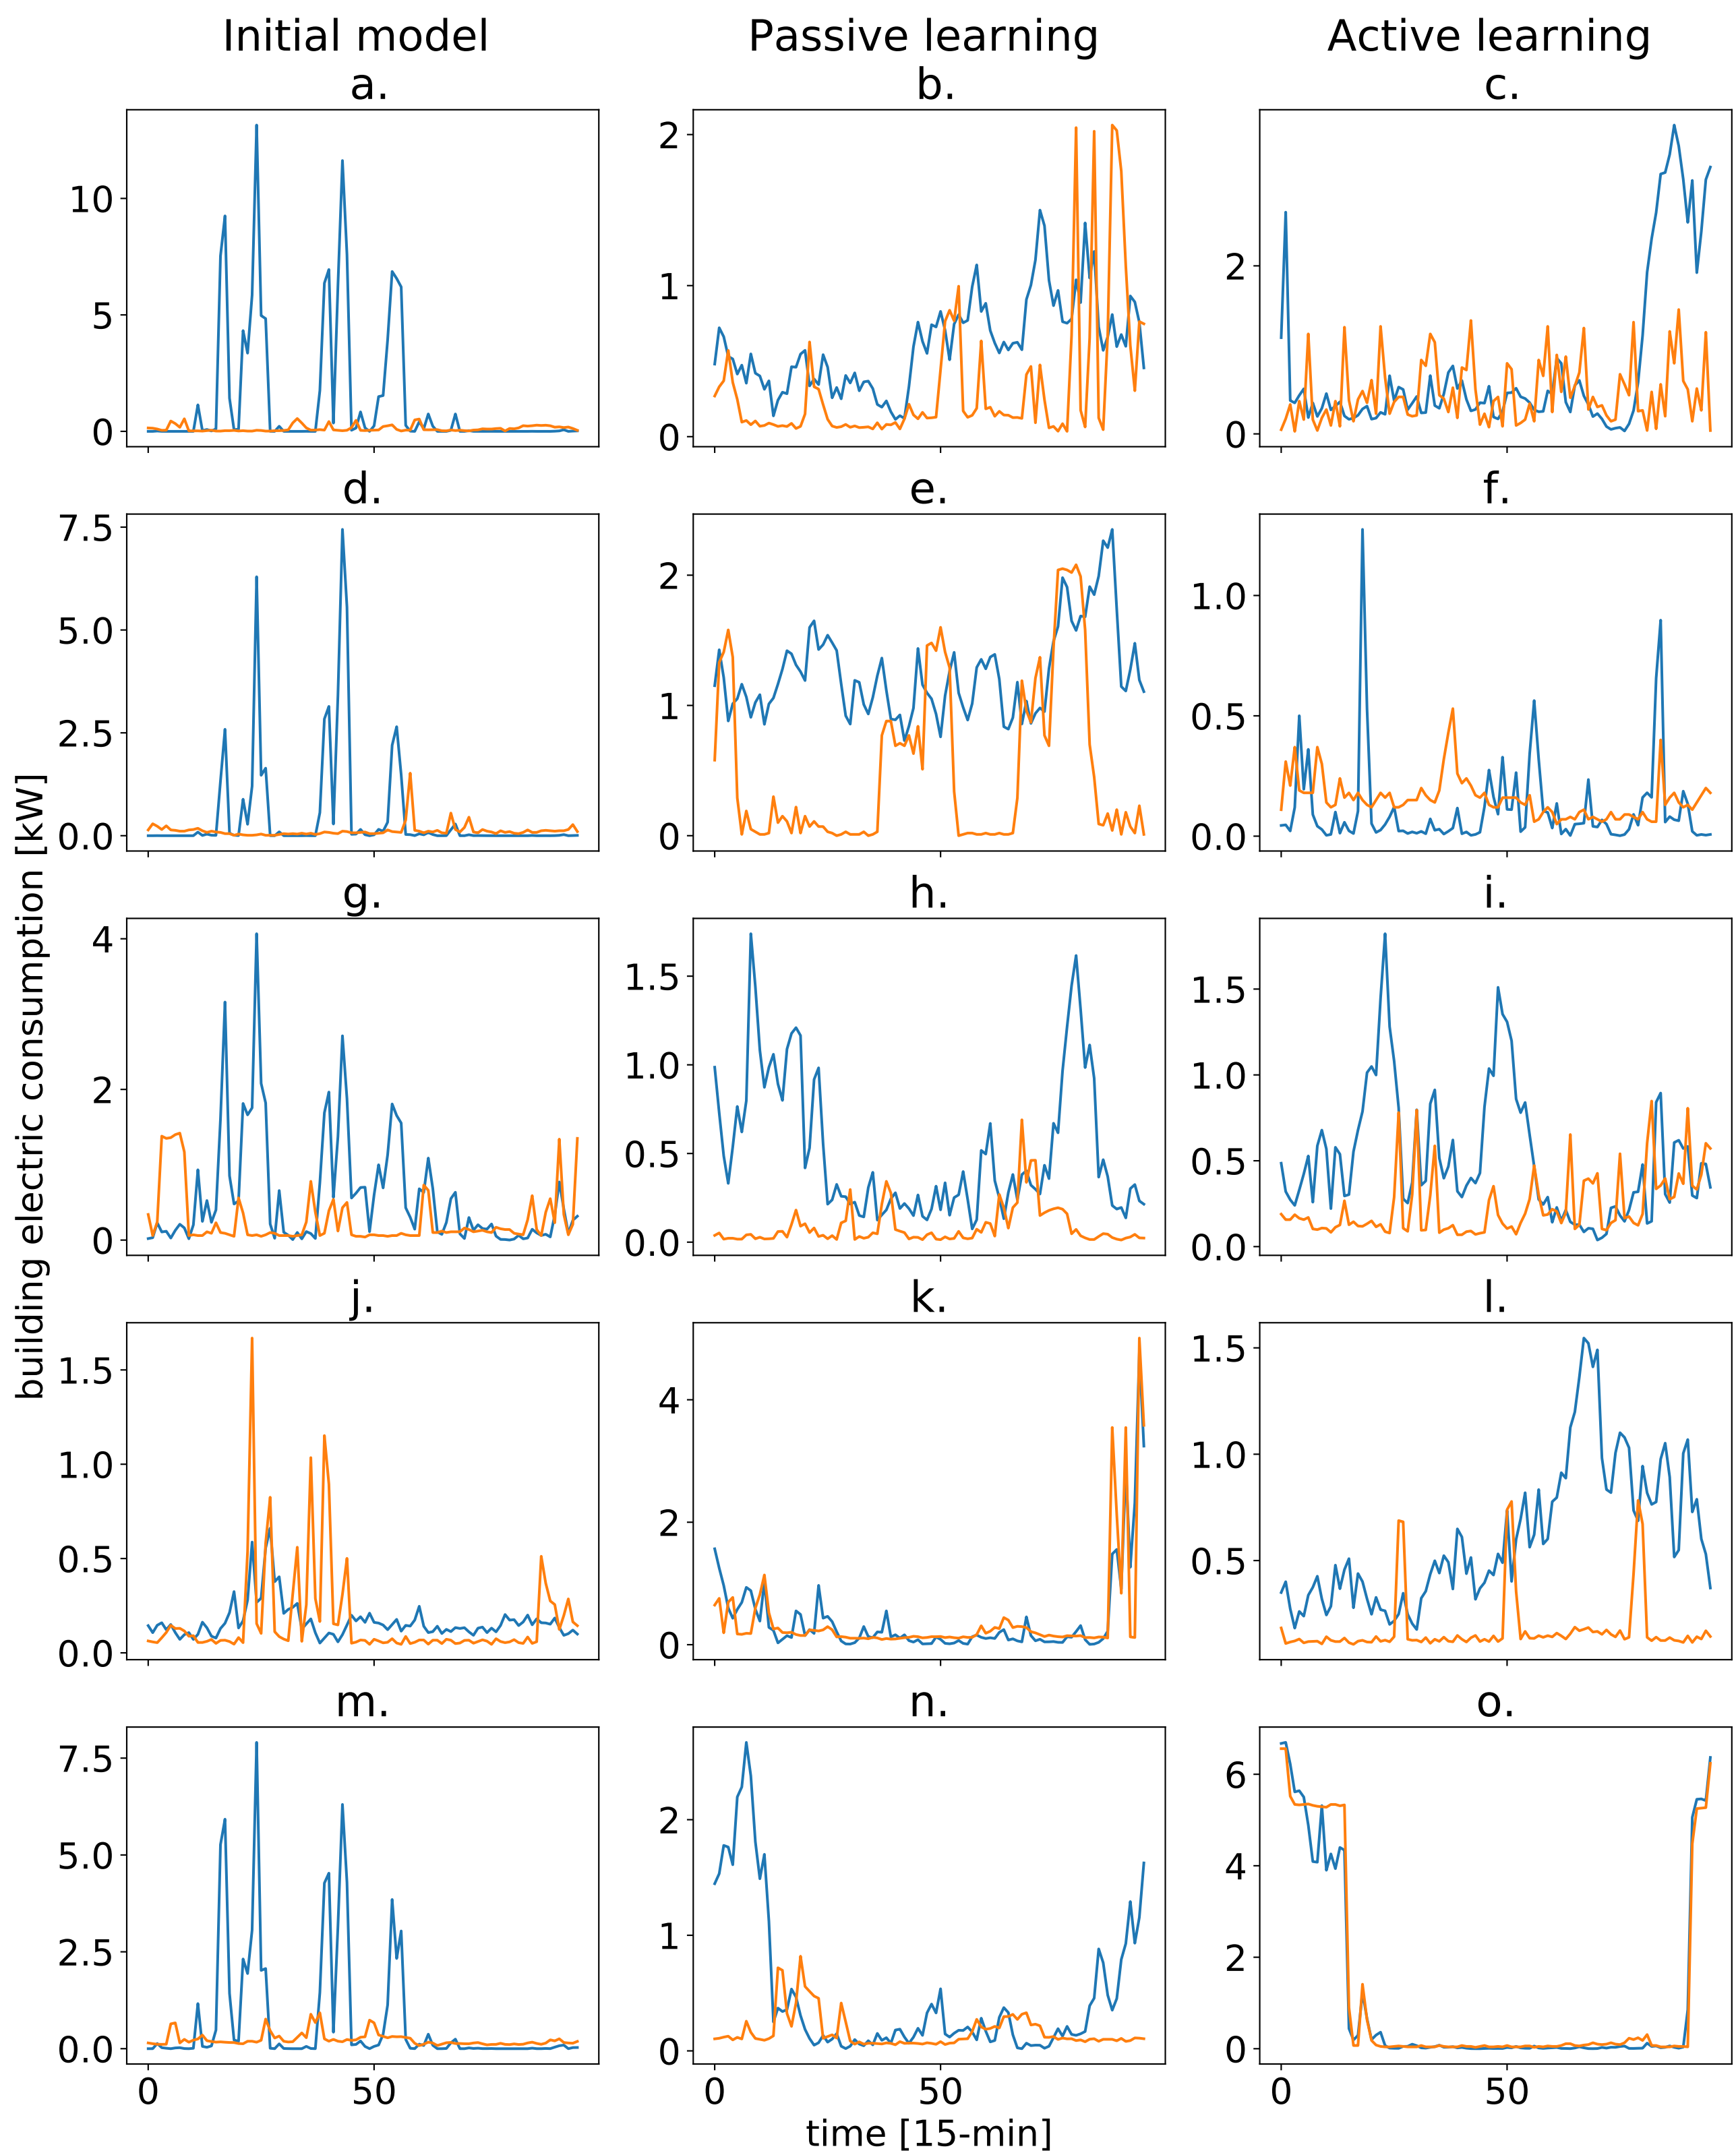 Initial model
Passive learning
Active learning
a.
b.
c.
10
5
0
2
1
0
2
0
d.
e.
f.
7.5
5.0
2.5
0.0
2
1
0
1.0
0.5
0.0
g.
h.
i.
4
2
0
1.5
1.0
0.5
0.0
1.5
1.0
0.5
0.0
j.
k.
l.
1.5
1.0
0.5
0.0
4
2
0
1.5
1.0
0.5
m.
n.
o.
7.5
5.0
2.5
0.0
2
1
0
6
4
2
0
0 50
0 50
0 50
building electric consumption [kW]
time [15-min]